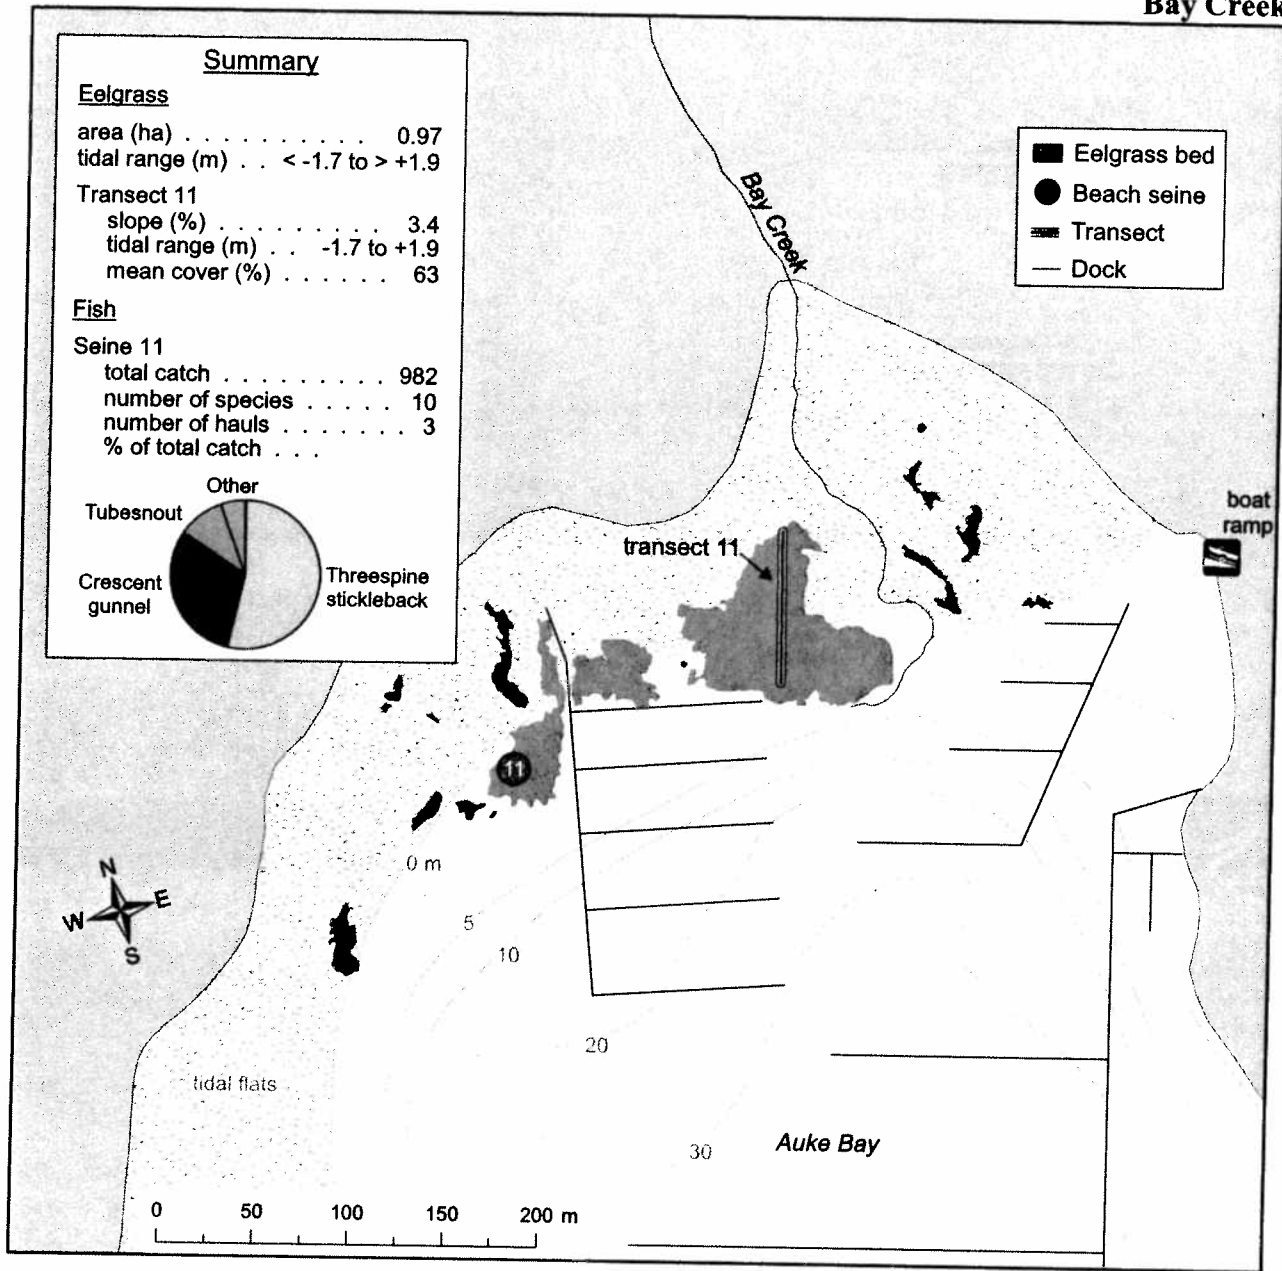 Bay Creek
Summary
Eelgrass
area (ha) . . . . . . . . . . 0.97
tidal range (m) . . < -1.7 to > +1.9
Transect 11
slope (%) . . . . . . . . . . 3.4
tidal range (m) . . -1.7 to +1.9
mean cover (%) . . . . . . 63
Fish
Seine 11
total catch . . . . . . . . . 982
number of species . . . . . 10
number of hauls . . . . . . . 3
% of total catch . . .
Other
Tubesnout
Crescent
gunnel
Threespine
stickleback
Eelgrass bed
Beach seine
Transect
Dock
Bay Creek
boat
ramp
transect 11
11
0 m
5
10
20
30
N
W
E
S
tidal flats
Auke Bay
0 50 100 150 200 m